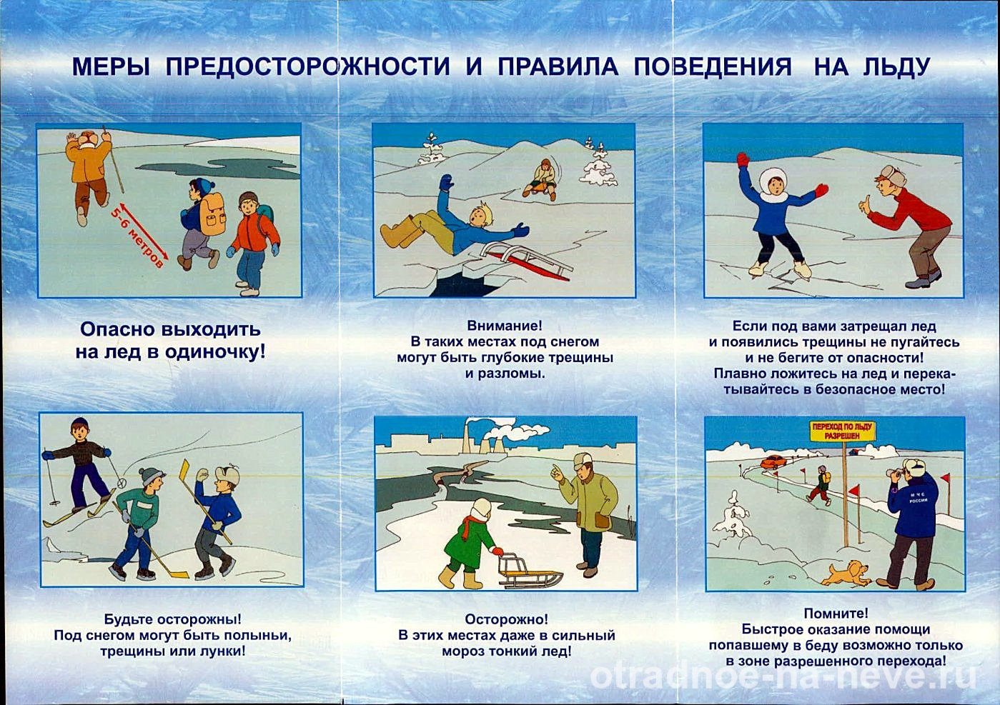 МЕРЫ ПРЕДОСТОРОЖНОСТИ И ПРАВИЛА ПОВЕДЕНИЯ НА ЛЬДУ
5-6 метров
Опасно выходить
на лед в одиночку!
Внимание!
В таких местах под снегом
могут быть глубокие трещины
и разломы.
Если под вами затрещал лед
и появились трещины не пугайтесь
и не бегите от опасности!
Плавно ложитесь на лед и перека-
тывайтесь в безопасное место!
ПЕРЕХОД ПО ЛЬДУ
РАЗРЕШЕН
МЧС
РОССИИ
Будьте осторожны!
Под снегом могут быть полыньи,
трещины или лунки!
Осторожно!
В этих местах даже в сильный
мороз тонкий лед!
Помните!
Быстрое оказание помощи
попавшему в беду возможно только
в зоне разрешенного перехода!
otradnoe-na-neve.ru